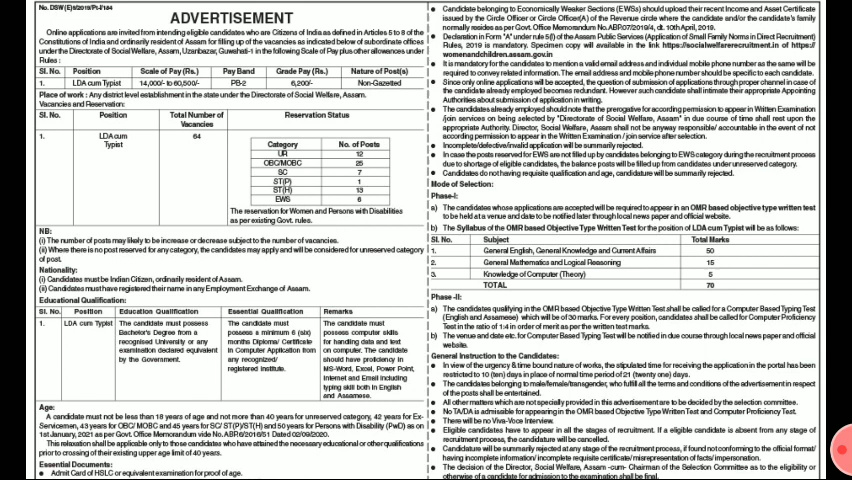 No. DSW(E)5/2019/Pt-I/184
ADVERTISEMENT
Online applications are invited from intending eligible candidates who are Citizens of India as defined in Articles 5 to 8 of the
Constitutions of India and ordinarily resident of Assam for filling up of the vacancies as indicated below of subordinate offices
under the Directorate of Social Welfare, Assam, Uzanbazar, Guwahati-1 in the following Scale of Pay plus other allowances under
Rules :
Sl. No. Position Scale of Pay (Rs.) Pay Band Grade Pay (Rs.) Nature of Post(s)
1. LDA cum Typist 14,000/- to 60,500/- PB-2 6,200/- Non-Gazetted
Place of work : Any district level establishment in the state under the Directorate of Social Welfare, Assam.
Vacancies and Reservation:
Sl. No. Position Total Number of Vacancies Reservation Status
1. LDA cum Typist 64
Category No. of Posts
UR 12
OBC/MOBC 25
SC 7
ST(P) 1
ST(H) 13
EWS 6
The reservation for Women and Persons with Disabilities
as per existing Govt. rules.
NB:
(i) The number of posts may likely to be increase or decrease subject to the number of vacancies.
(ii) Where there is no post reserved for any category, the candidates may apply and will be considered for unreserved category
of post.
Nationality:
(i) Candidates must be Indian Citizen, ordinarily resident of Assam.
(ii) Candidates must have registered their name in any Employment Exchange of Assam.
Educational Qualification:
Sl. No. Position Education Qualification Essential Qualification Remarks
1. LDA cum Typist The candidate must possess The candidate must The candidate must
Bachelor's Degree from a possess a minimum 6 (six) possess computer skills
recognised University or any months Diploma/ Certificate for handling data and text
examination declared equivalent in Computer Application from on computer. The candidate
by the Government. any recognized/ should have proficiency in
registered institute. MS-Word, Excel, Power Point,
Internet and Email including
typing skill both in English
and Assamese.
Age:
A candidate must not be less than 18 years of age and not more than 40 years for unreserved category, 42 years for Ex-
Servicemen, 43 years for OBC/ MOBC and 45 years for SC/ ST(P)/ST(H) and 50 years for Persons with Disability (PwD) as on
1st January, 2021 as per Govt. Office Memorandum vide No. ABP.6/2016/51 Dated 02/09/2020.
This relaxation shall be applicable only to those candidates who have attained the necessary educational or other qualifications
prior to crossing of their existing upper age limit of 40 years.
Essential Documents:
● Admit Card of HSLC or equivalent examination for proof of age.
● Candidate belonging to Economically Weaker Sections (EWSs) should upload their recent Income and Asset Certificate
issued by the Circle Officer or Circle Officer(A) of the Revenue circle where the candidate and/or the candidate's family
normally resides as per Govt. Office Memorandum No. ABP.07/2019/4, dt. 10th April, 2019.
● Declaration in Form "A" under rule 5(i) of the Assam Public Services (Application of Small Family Norms in Direct Recruitment)
Rules, 2019 is mandatory. Specimen copy will available in the link https://socialwelfarerecruitment.in of https://
womenandchildren.assam.gov.in
● It is mandatory for the candidates to mention a valid email address and individual mobile phone number as the same will be
required to convey related information. The email address and mobile phone number should be specific to each candidate.
● Since only online applications will be accepted, the question of submission of applications through proper channel in case of
the candidate already employed becomes redundant. However such candidate shall intimate their appropriate Appointing
Authorities about submission of application in writing.
● The candidates already employed should note that the prerogative for according permission to appear in Written Examination
/join services on being selected by "Directorate of Social Welfare, Assam" in due course of time shall rest upon the
appropriate Authority. Director, Social Welfare, Assam shall not be anyway responsible/ accountable in the event of not
according permission to appear in the Written Examination / join service after selection.
● Incomplete/defective/invalid application will be summarily rejected.
● In case the posts reserved for EWS are not filled up by candidates belonging to EWS category during the recruitment process
due to shortage of eligible candidates, the balance posts will be filled up from candidates under unreserved category.
● Candidates do not having requisite qualification and age, candidature will be summarily rejected.
Mode of Selection:
Phase-I:
a) The candidates whose applications are accepted will be required to appear in an OMR based objective type written test
to be held at a venue and date to be notified later through local news paper and official website.
b) The Syllabus of the OMR based Objective Type Written Test for the position of LDA cum Typist will be as follows:
Sl. No. Subject Total Marks
1. General English, General Knowledge and Current Affairs 50
2. General Mathematics and Logical Reasoning 15
3. Knowledge of Computer (Theory) 5
TOTAL 70
Phase -II:
a) The candidates qualifying in the OMR based Objective Type Written Test shall be called for a Computer Based Typing Test
(English and Assamese) which will be of 30 marks. For every position, candidates shall be called for Computer Proficiency
Test in the ratio of 1:4 in order of merit as per the written test marks.
b) The venue and date etc. for Computer Based Typing Test will be notified in due course through local news paper and official
website.
General Instruction to the Candidates:
● In view of the urgency & time bound nature of works, the stipulated time for receiving the application in the portal has been
restricted to 10 (ten) days in place of normal time period of 21 (twenty one) days.
● The candidates belonging to male/female/transgender, who fulfill all the terms and conditions of the advertisement in respect
of the posts shall be entertained.
● All other matters which are not specially provided in this advertisement are to be decided by the selection committee.
● No TA/DA is admissible for appearing in the OMR based Objective Type Written Test and Computer Proficiency Test.
● There will be no Viva-Voce Interview.
● Eligible candidates have to appear in all the stages of recruitment. If a eligible candidate is absent from any stage of
recruitment process, the candidature will be cancelled.
● Candidature will be summarily rejected at any stage of the recruitment process, if found not conforming to the official format/
having incomplete information/ incomplete requisite certificate/ misrepresentation of facts/ impersonation.
● The decision of the Director, Social Welfare, Assam -cum- Chairman of the Selection Committee as to the eligibility or
otherwise of a candidate for admission to the examination shall be final.